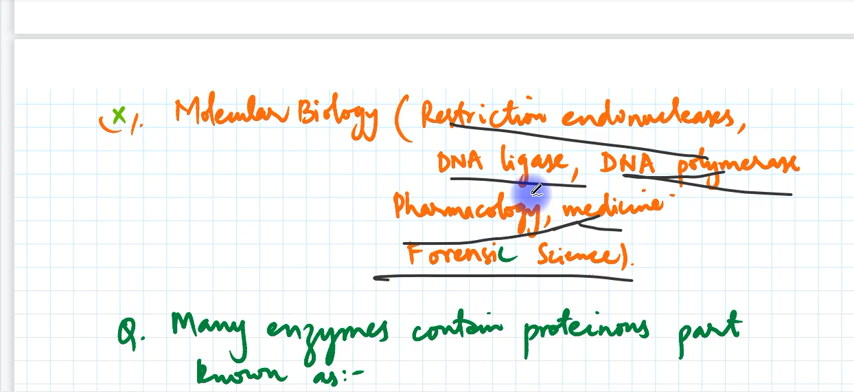 (x). Molecular Biology (Restriction endonucleases,
DNA ligase, DNA polymerase
Pharmacology, medicine
Forensic Science).
Q. Many enzymes contain proteinous part
known as:-